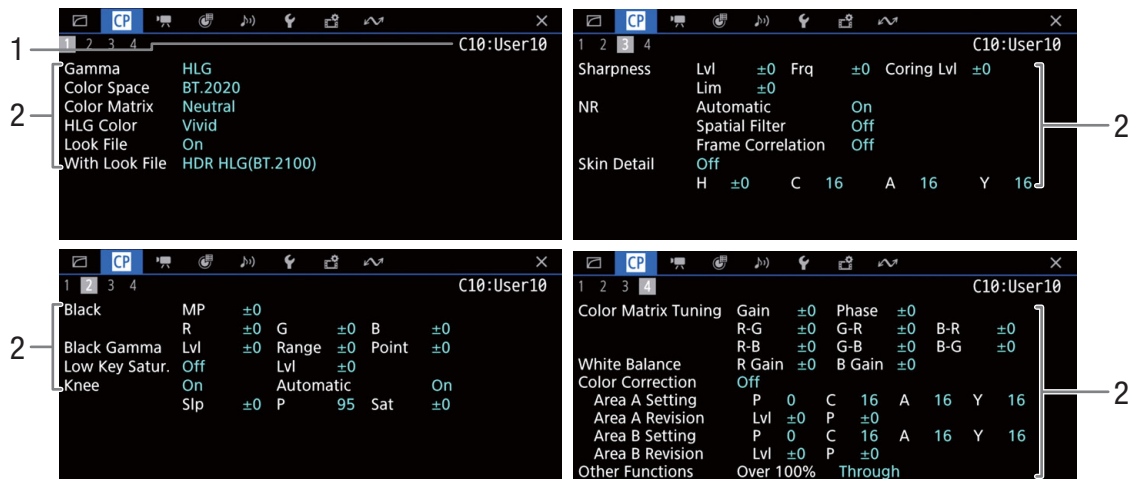 CP
1 2 3 4 C10:User10
Gamma HLG
Color Space BT.2020
Color Matrix Neutral
HLG Color Vivid
Look File On
With Look File HDR HLG(BT.2100)
1
2
CP
1 2 3 4 C10:User10
Sharpness Lvl ±0 Frq ±0 Coring Lvl ±0
Lim ±0
NR Automatic On
Spatial Filter Off
Frame Correlation Off
Skin Detail Off
H ±0 C 16 A 16 Y 16
2
CP
1 2 3 4 C10:User10
Black MP ±0
R ±0 G ±0 B ±0
Black Gamma Lvl ±0 Range ±0 Point ±0
Low Key Satur. Off Lvl ±0
Knee On Automatic On
Slp ±0 P 95 Sat ±0
2
CP
1 2 3 4 C10:User10
Color Matrix Tuning Gain ±0 Phase ±0
R-G ±0 G-R ±0 B-R ±0
R-B ±0 G-B ±0 B-G ±0
White Balance R Gain ±0 B Gain ±0
Color Correction Off
Area A Setting P 0 C 16 A 16 Y 16
Area A Revision Lvl ±0 P ±0
Area B Setting P 0 C 16 A 16 Y 16
Area B Revision Lvl ±0 P ±0
Other Functions Over 100% Through
2